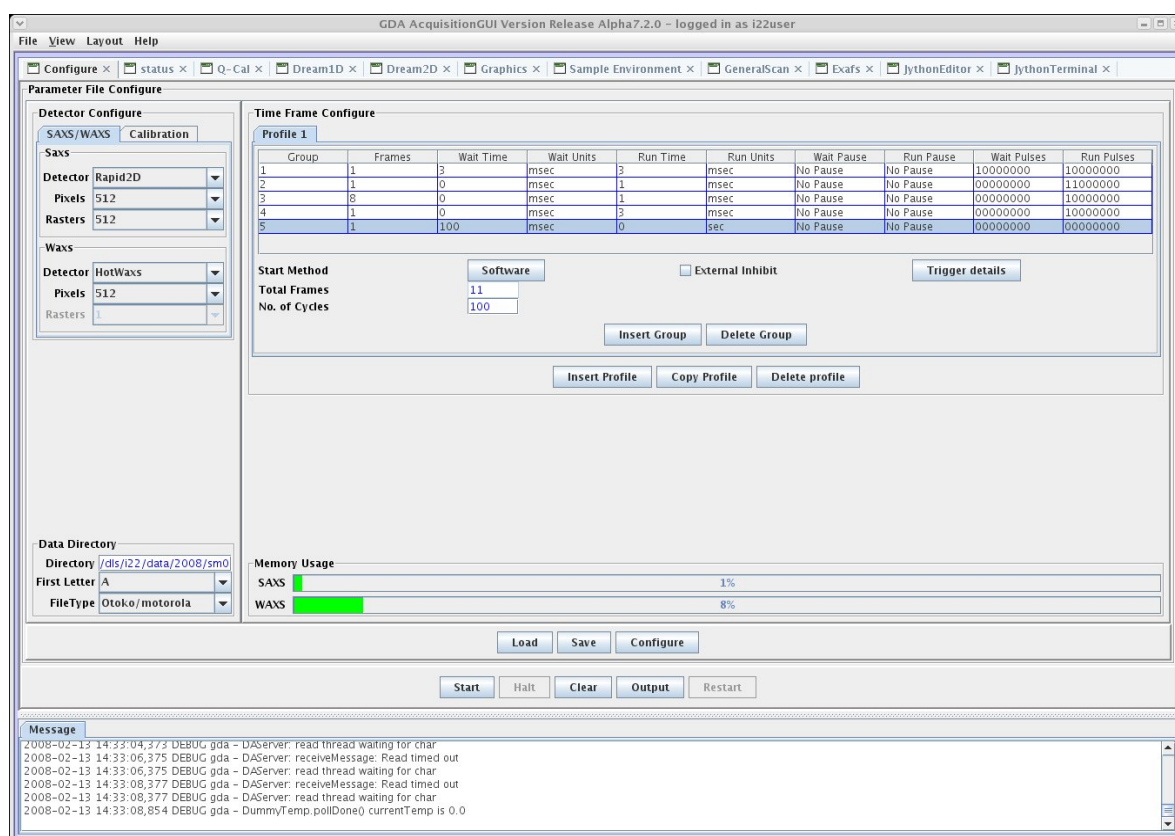 GDA AcquisitionGUI Version Release Alpha7.2.0 – logged in as i22user
File View Layout Help
Configure × status × Q-Cal × Dream1D × Dream2D × Graphics × Sample Environment × GeneralScan × Exafs × JythonEditor × JythonTerminal ×
Parameter File Configure
Detector Configure
SAXS/WAXS Calibration
Saxs
Detector Rapid2D
Pixels 512
Rasters 512
Waxs
Detector HotWaxs
Pixels 512
Rasters 1
Data Directory
Directory /dls/i22/data/2008/sm0
First Letter A
FileType Otoko/motorola
Time Frame Configure
Profile 1
Group Frames Wait Time Wait Units Run Time Run Units Wait Pause Run Pause Wait Pulses Run Pulses
1 1 3 msec 3 msec No Pause No Pause 10000000 10000000
2 1 0 msec 1 msec No Pause No Pause 00000000 11000000
3 8 0 msec 1 msec No Pause No Pause 00000000 10000000
4 1 0 msec 3 msec No Pause No Pause 00000000 10000000
5 1 100 msec 0 sec No Pause No Pause 00000000 00000000
Start Method Software External Inhibit Trigger details
Total Frames 11
No. of Cycles 100
Insert Group Delete Group
Insert Profile Copy Profile Delete profile
Memory Usage
SAXS 1%
WAXS 8%
Load Save Configure
Start Halt Clear Output Restart
Message
2008-02-13 14:33:04,373 DEBUG gda – DAServer: read thread waiting for char
2008-02-13 14:33:06,375 DEBUG gda – DAServer: receiveMessage: Read timed out
2008-02-13 14:33:06,375 DEBUG gda – DAServer: read thread waiting for char
2008-02-13 14:33:08,377 DEBUG gda – DAServer: receiveMessage: Read timed out
2008-02-13 14:33:08,377 DEBUG gda – DAServer: read thread waiting for char
2008-02-13 14:33:08,854 DEBUG gda – DummyTemp.pollDone() currentTemp is 0.0